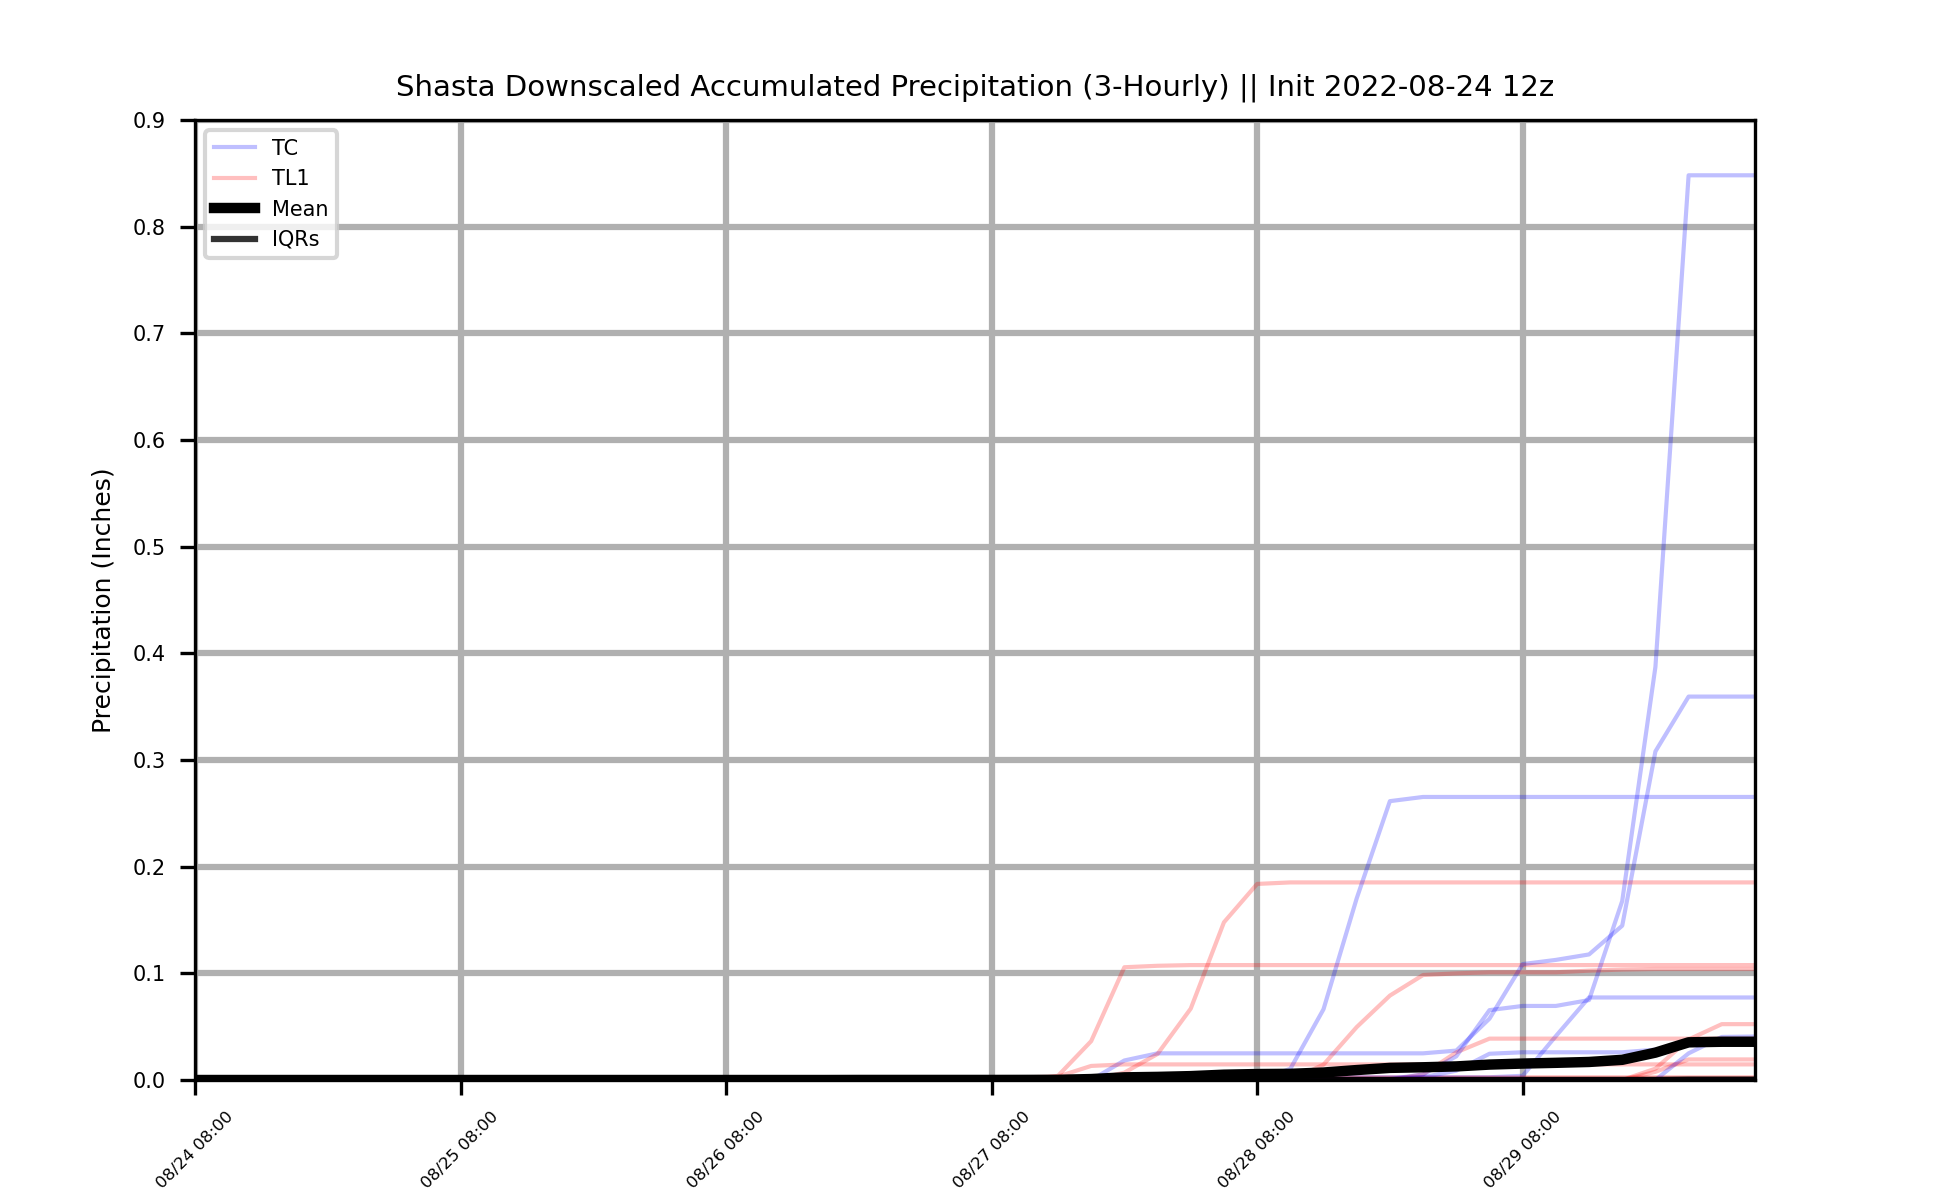 Shasta Downscaled Accumulated Precipitation (3-Hourly) || Init 2022-08-24 12z
TC
TL1
Mean
IQRs
Precipitation (Inches)
0.9
0.8
0.7
0.6
0.5
0.4
0.3
0.2
0.1
0.0
08/24 08:00
08/25 08:00
08/26 08:00
08/27 08:00
08/28 08:00
08/29 08:00